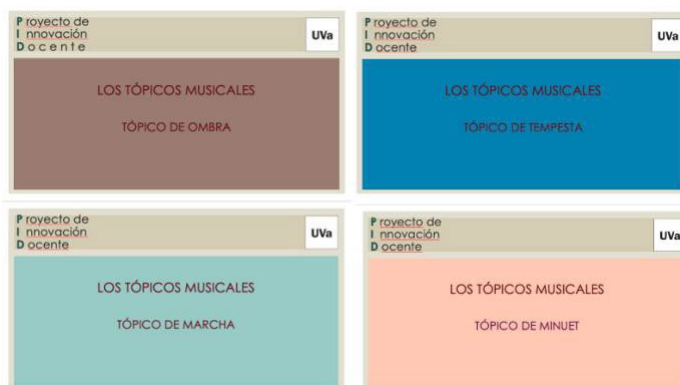 P royecto de
I nnovación
D o c e n t e
UVa
LOS TÓPICOS MUSICALES
TÓPICO DE OMBRA
P royecto de
I nnovación
D ocente
UVa
LOS TÓPICOS MUSICALES
TÓPICO DE TEMPESTA
P royecto de
I nnovación
D ocente
UVa
LOS TÓPICOS MUSICALES
TÓPICO DE MARCHA
P royecto de
I nnovación
D ocente
UVa
LOS TÓPICOS MUSICALES
TÓPICO DE MINUET